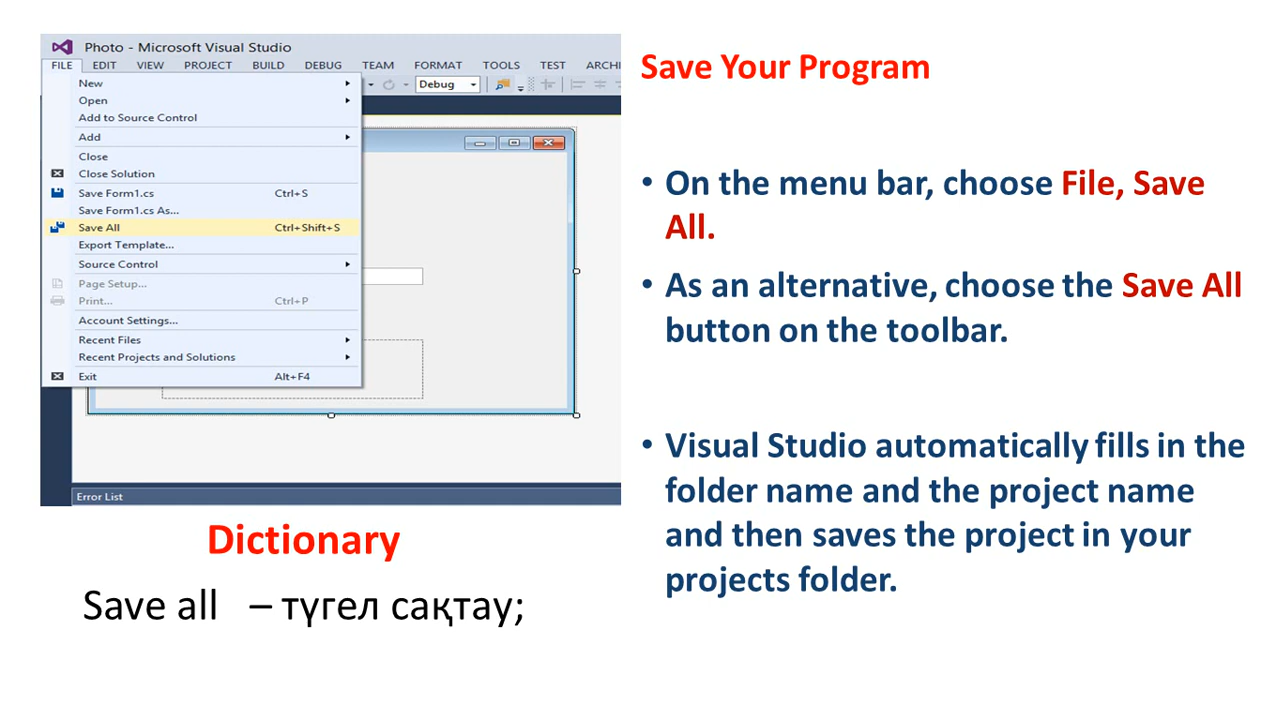 Photo - Microsoft Visual Studio
FILE EDIT VIEW PROJECT BUILD DEBUG TEAM FORMAT TOOLS TEST ARCHI
Debug
New
Open
Add to Source Control
Add
Close
Close Solution
Save Form1.cs Ctrl+S
Save Form1.cs As...
Save All Ctrl+Shift+S
Export Template...
Source Control
Page Setup...
Print... Ctrl+P
Account Settings...
Recent Files
Recent Projects and Solutions
Exit Alt+F4
Error List
Dictionary
Save all – түгел сақтау;
Save Your Program
• On the menu bar, choose File, Save
All.
• As an alternative, choose the Save All
button on the toolbar.
• Visual Studio automatically fills in the
folder name and the project name
and then saves the project in your
projects folder.